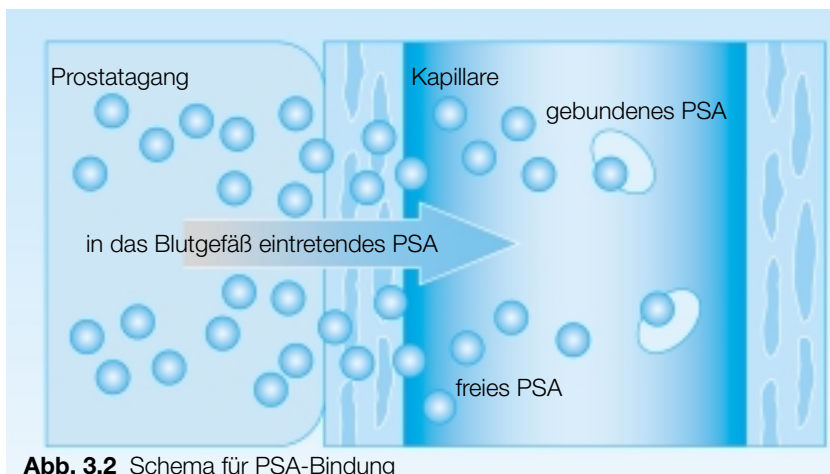 Prostatagang
Kapillare
gebundenes PSA
in das Blutgefäß eintretendes PSA
freies PSA
Abb. 3.2 Schema für PSA-Bindung